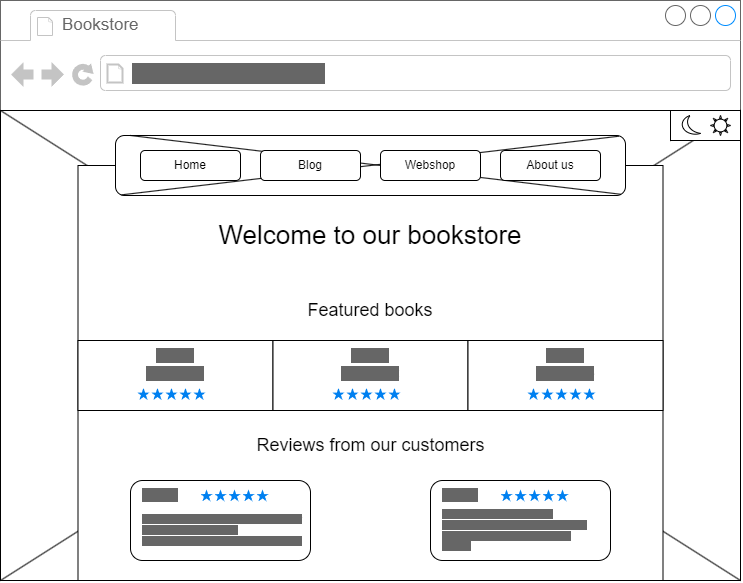 Bookstore
Home
Blog
Webshop
About us
Welcome to our bookstore
Featured books
Reviews from our customers